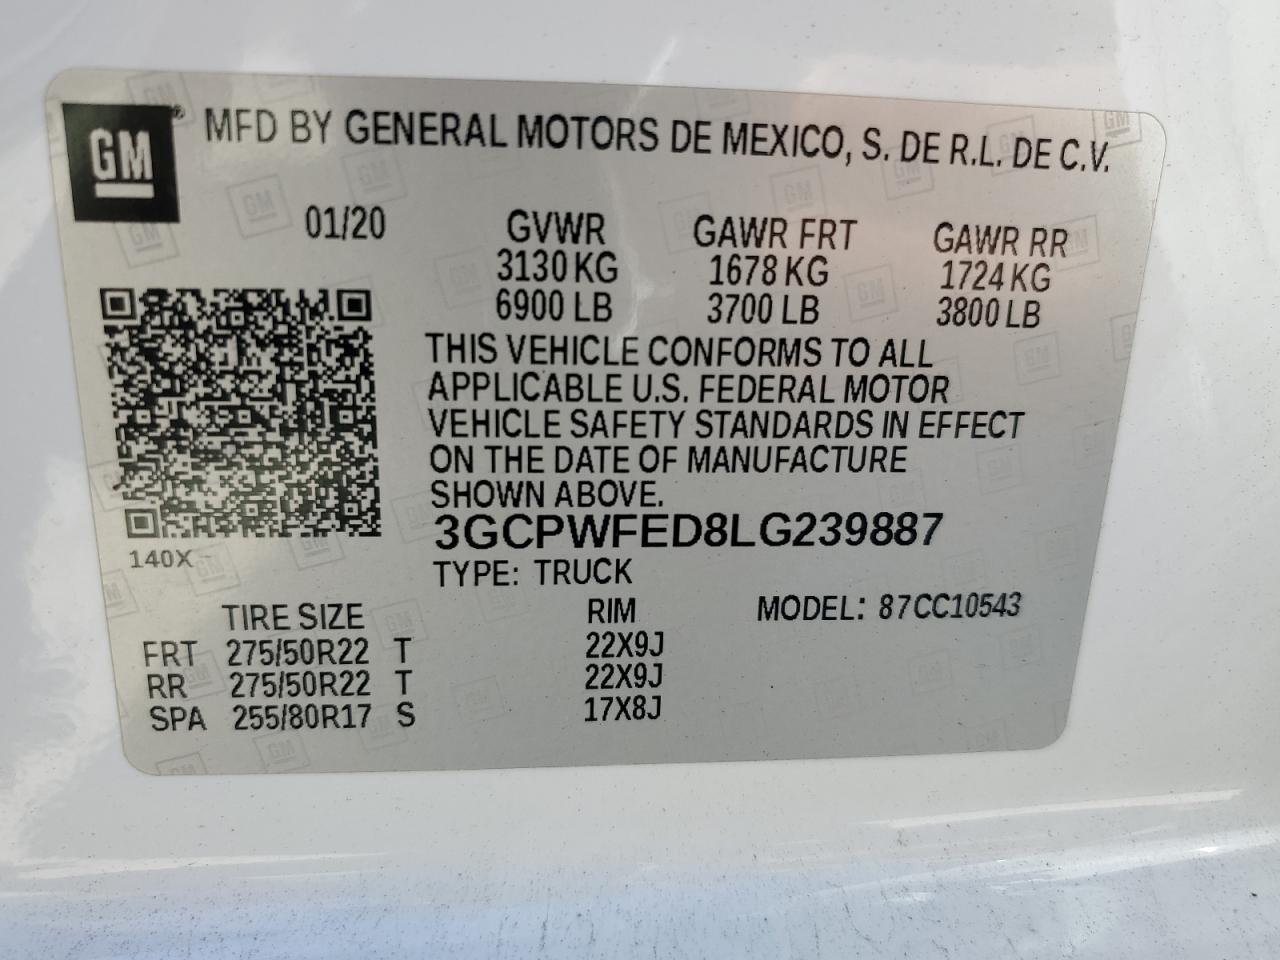 GM® MFD BY GENERAL MOTORS DE MEXICO, S. DE R.L. DE C.V.
01/20 GVWR GAWR FRT GAWR RR
3130 KG 1678 KG 1724 KG
6900 LB 3700 LB 3800 LB
THIS VEHICLE CONFORMS TO ALL
APPLICABLE U.S. FEDERAL MOTOR
VEHICLE SAFETY STANDARDS IN EFFECT
ON THE DATE OF MANUFACTURE
SHOWN ABOVE.
3GCPWFED8LG239887
140X
TYPE: TRUCK
TIRE SIZE RIM MODEL: 87CC10543
FRT 275/50R22 T 22X9J
RR 275/50R22 T 22X9J
SPA 255/80R17 S 17X8J